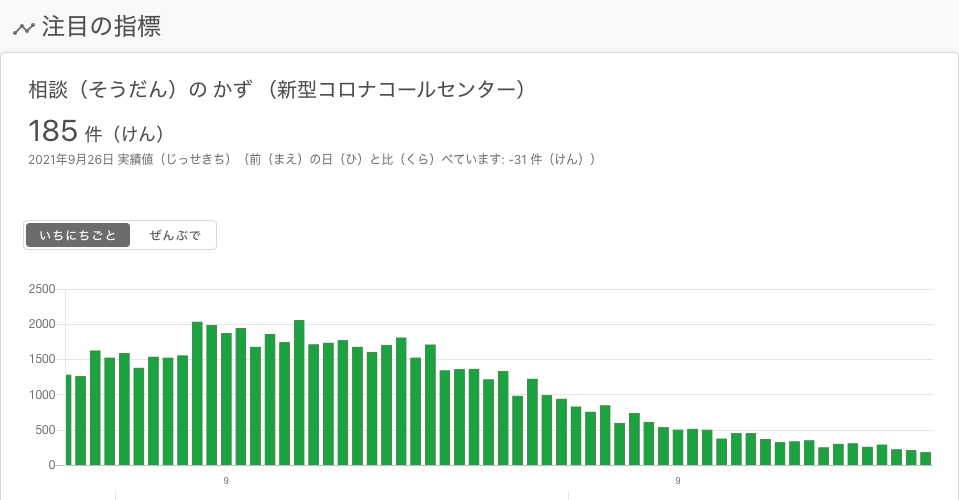 注目の指標
相談（そうだん）の かず （新型コロナコールセンター）
185 件（けん）
2021年9月26日 実績値（じっせきち）（前（まえ）の日（ひ）と比（くら）べています: -31 件（けん））
いちにちごと ぜんぶで
2500
2000
1500
1000
500
0
9 9